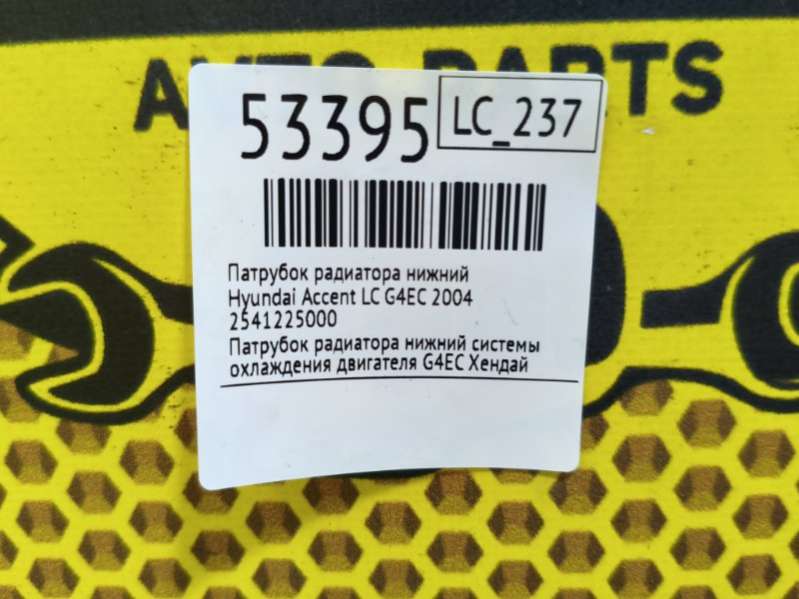 AVTO PARTS
53395
LC_237
Патрубок радиатора нижний
Hyundai Accent LC G4EC 2004
2541225000
Патрубок радиатора нижний системы
охлаждения двигателя G4EC Хендай